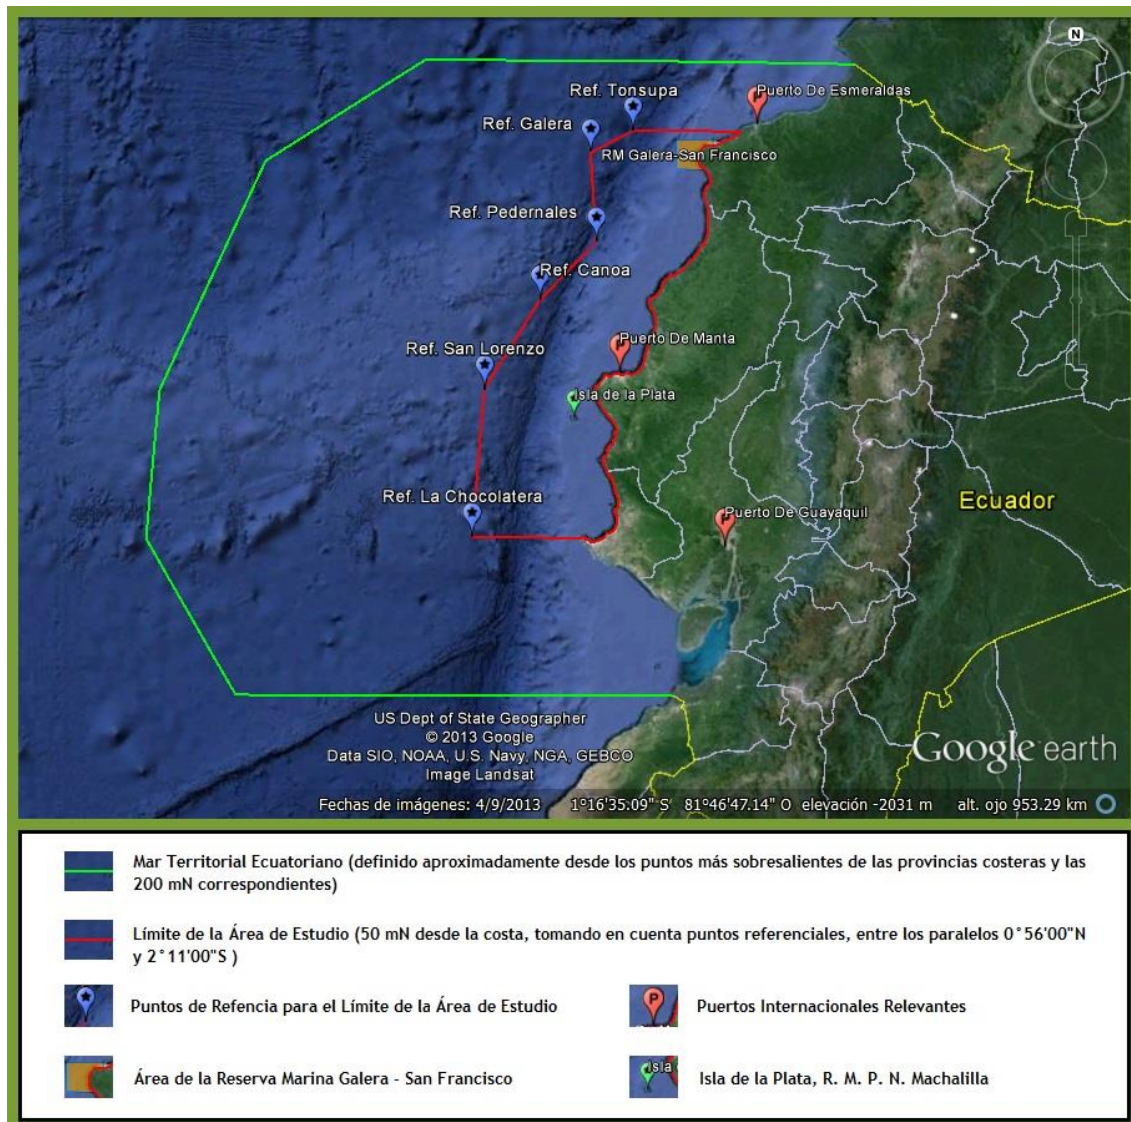 N
Ref. Tonsupa
Puerto De Esmeraldas
Ref. Galera
RM Galera-San Francisco
Ref. Pedernales
Ref. Canoa
Puerto De Manta
Ref. San Lorenzo
Isla de la Plata
Ref. La Chocolatera
Puerto De Guayaquil
Ecuador
US Dept of State Geographer
© 2013 Google
Data SIO, NOAA, U.S. Navy, NGA, GEBCO
Image Landsat
Google earth
Fechas de imágenes: 4/9/2013 1°16'35.09" S 81°46'47.14" O elevación -2031 m alt. ojo 953.29 km
Mar Territorial Ecuatoriano (definido aproximadamente desde los puntos más sobresalientes de las provincias costeras y las
200 mN correspondientes)
Límite de la Área de Estudio (50 mN desde la costa, tomando en cuenta puntos referenciales, entre los paralelos 0°56'00"N
y 2°11'00"S )
Puntos de Refencia para el Límite de la Área de Estudio
P
Puertos Internacionales Relevantes
Área de la Reserva Marina Galera - San Francisco
Isla
Isla de la Plata, R. M. P. N. Machalilla